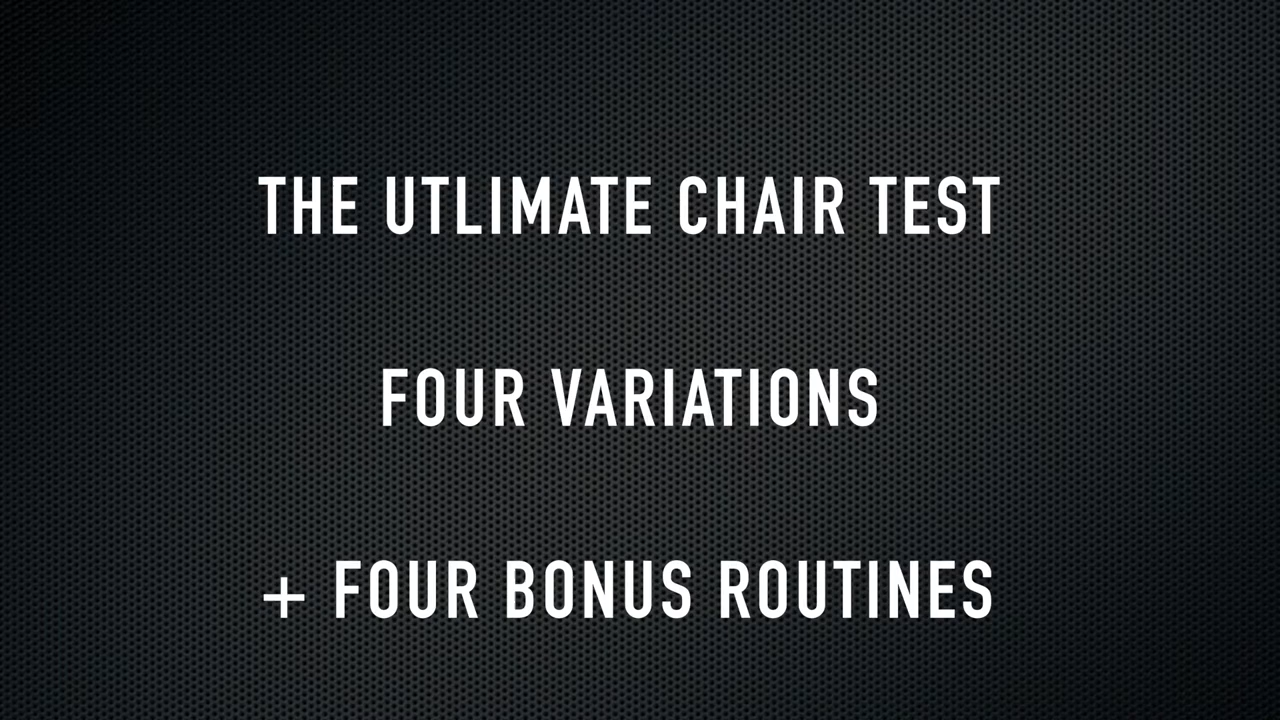 THE UTLIMATE CHAIR TEST
FOUR VARIATIONS
+ FOUR BONUS ROUTINES